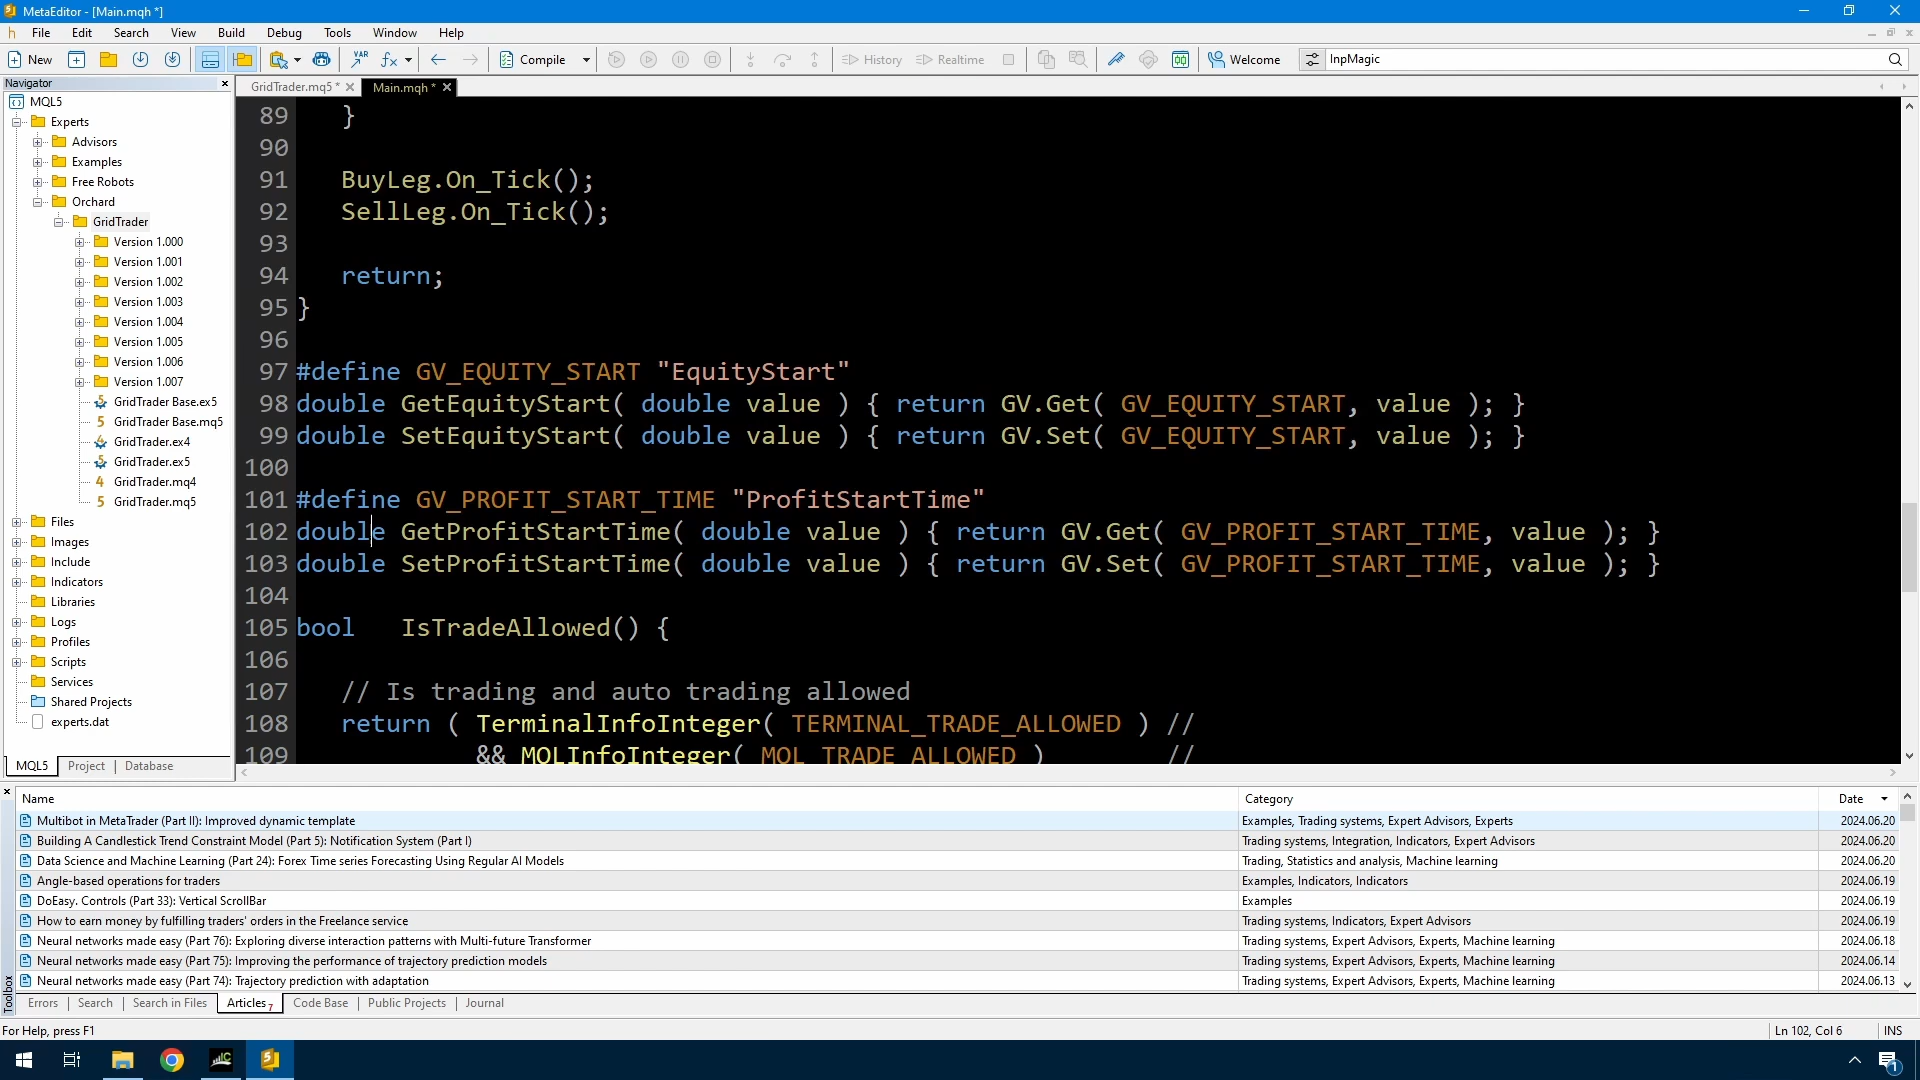 MetaEditor - [Main.mqh *]
File Edit Search View Build Debug Tools Window Help
New Compile History Realtime Welcome InpMagic
Navigator
GridTrader.mq5 * Main.mqh *
MQL5
Experts
Advisors
Examples
Free Robots
Orchard
GridTrader
Version 1.000
Version 1.001
Version 1.002
Version 1.003
Version 1.004
Version 1.005
Version 1.006
Version 1.007
GridTrader Base.ex5
GridTrader Base.mq5
GridTrader.ex4
GridTrader.ex5
GridTrader.mq4
GridTrader.mq5
Files
Images
Include
Indicators
Libraries
Logs
Profiles
Scripts
Services
Shared Projects
experts.dat
MQL5 Project Database
89 }
90
91 BuyLeg.On_Tick();
92 SellLeg.On_Tick();
93
94 return;
95 }
96
97 #define GV_EQUITY_START "EquityStart"
98 double GetEquityStart( double value ) { return GV.Get( GV_EQUITY_START, value ); }
99 double SetEquityStart( double value ) { return GV.Set( GV_EQUITY_START, value ); }
100
101 #define GV_PROFIT_START_TIME "ProfitStartTime"
102 double GetProfitStartTime( double value ) { return GV.Get( GV_PROFIT_START_TIME, value ); }
103 double SetProfitStartTime( double value ) { return GV.Set( GV_PROFIT_START_TIME, value ); }
104
105 bool IsTradeAllowed() {
106
107 // Is trading and auto trading allowed
108 return ( TerminalInfoInteger( TERMINAL_TRADE_ALLOWED ) //
109 && MQLInfoInteger( MQL_TRADE_ALLOWED ) //
Name Category Date
Multibot in MetaTrader (Part II): Improved dynamic template Examples, Trading systems, Expert Advisors, Experts 2024.06.20
Building A Candlestick Trend Constraint Model (Part 5): Notification System (Part I) Trading systems, Integration, Indicators, Expert Advisors 2024.06.20
Data Science and Machine Learning (Part 24): Forex Time series Forecasting Using Regular AI Models Trading, Statistics and analysis, Machine learning 2024.06.20
Angle-based operations for traders Examples, Indicators, Indicators 2024.06.19
DoEasy. Controls (Part 33): Vertical ScrollBar Examples 2024.06.19
How to earn money by fulfilling traders' orders in the Freelance service Trading systems, Indicators, Expert Advisors 2024.06.19
Neural networks made easy (Part 76): Exploring diverse interaction patterns with Multi-future Transformer Trading systems, Expert Advisors, Experts, Machine learning 2024.06.18
Neural networks made easy (Part 75): Improving the performance of trajectory prediction models Trading systems, Expert Advisors, Experts, Machine learning 2024.06.14
Neural networks made easy (Part 74): Trajectory prediction with adaptation Trading systems, Expert Advisors, Experts, Machine learning 2024.06.13
Toolbox
Errors Search Search in Files Articles 7 Code Base Public Projects Journal
For Help, press F1 Ln 102, Col 6 INS
1